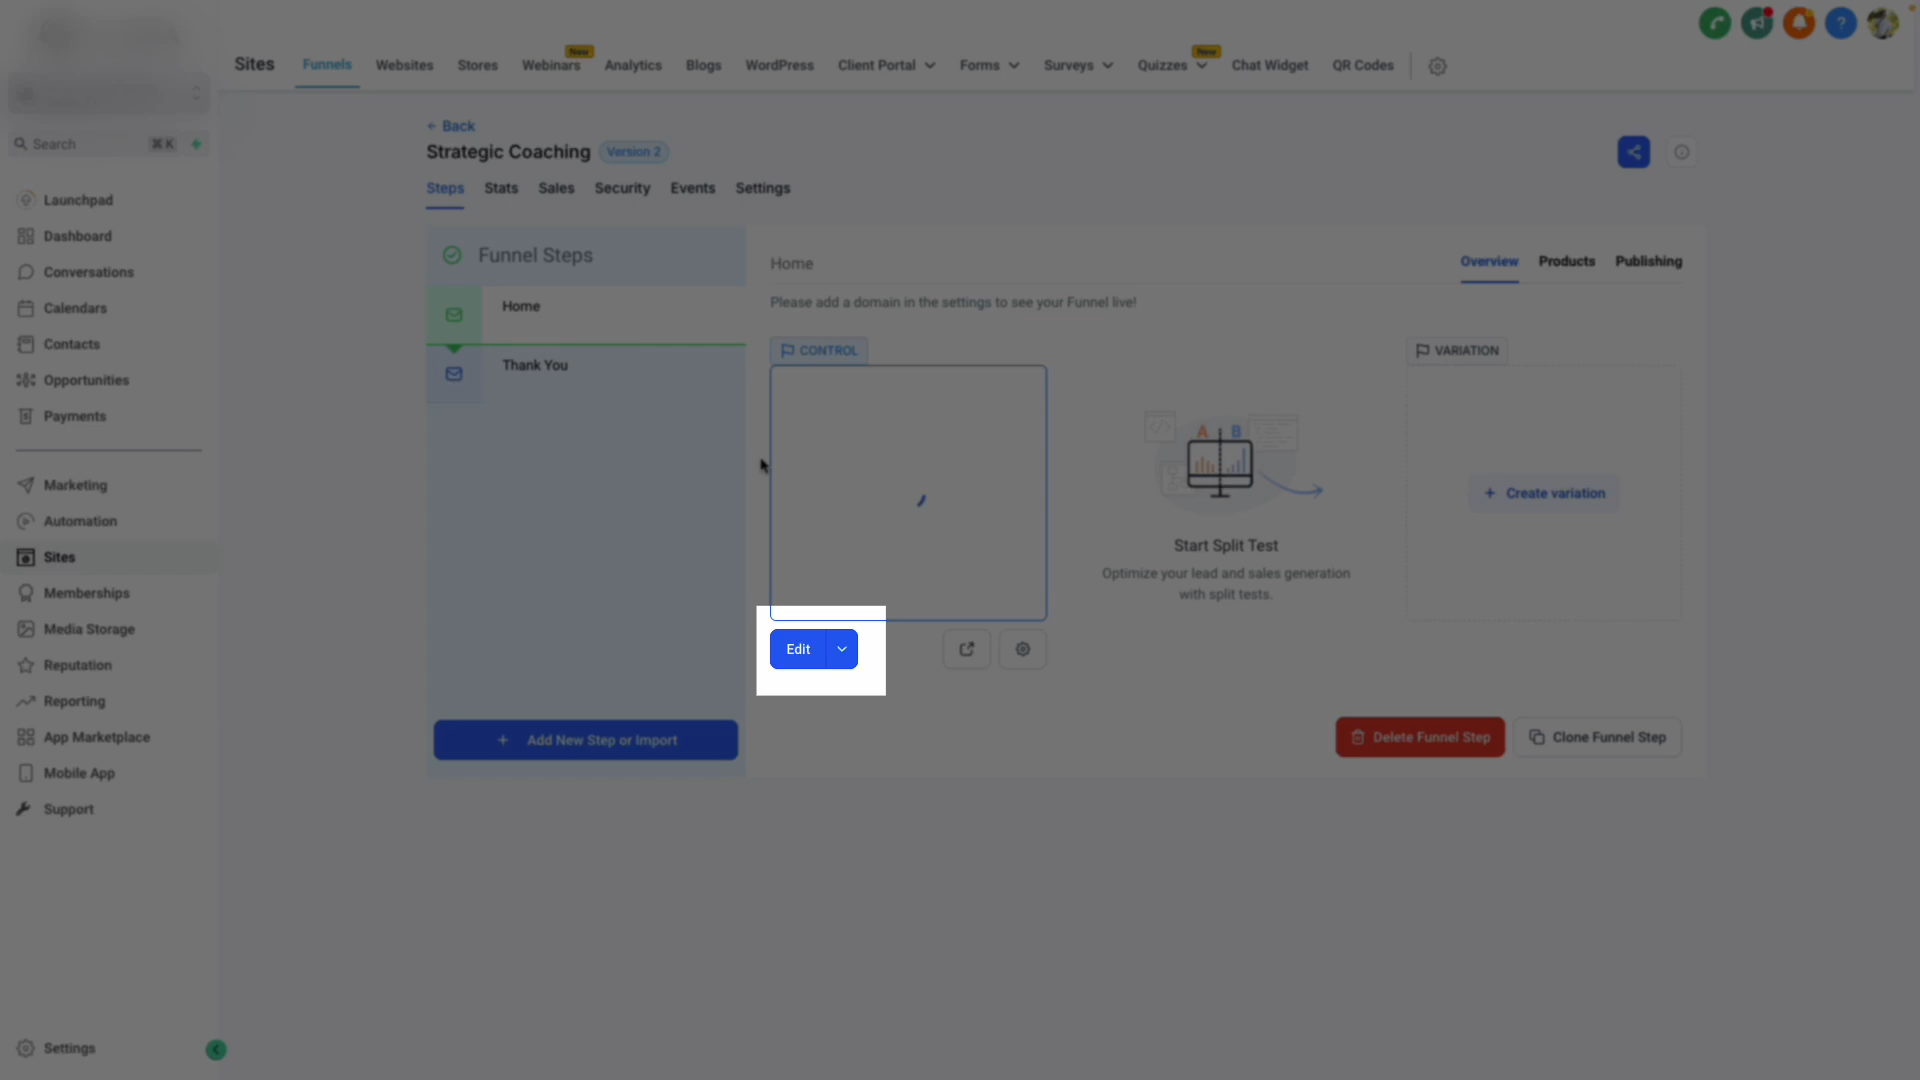 Sites
Funnels
Websites
Stores
Webinars
New
Analytics
Blogs
WordPress
Client Portal
Forms
Surveys
Quizzes
New
Chat Widget
QR Codes
?
Search
⌘ K
Launchpad
Dashboard
Conversations
Calendars
Contacts
Opportunities
Payments
Marketing
Automation
Sites
Memberships
Media Storage
Reputation
Reporting
App Marketplace
Mobile App
Support
Settings
← Back
Strategic Coaching
Version 2
Steps
Stats
Sales
Security
Events
Settings
Funnel Steps
Home
Thank You
+ Add New Step or Import
Home
Overview
Products
Publishing
Please add a domain in the settings to see your Funnel live!
CONTROL
VARIATION
A B
Start Split Test
Optimize your lead and sales generation
with split tests.
+ Create variation
Edit
Delete Funnel Step
Clone Funnel Step